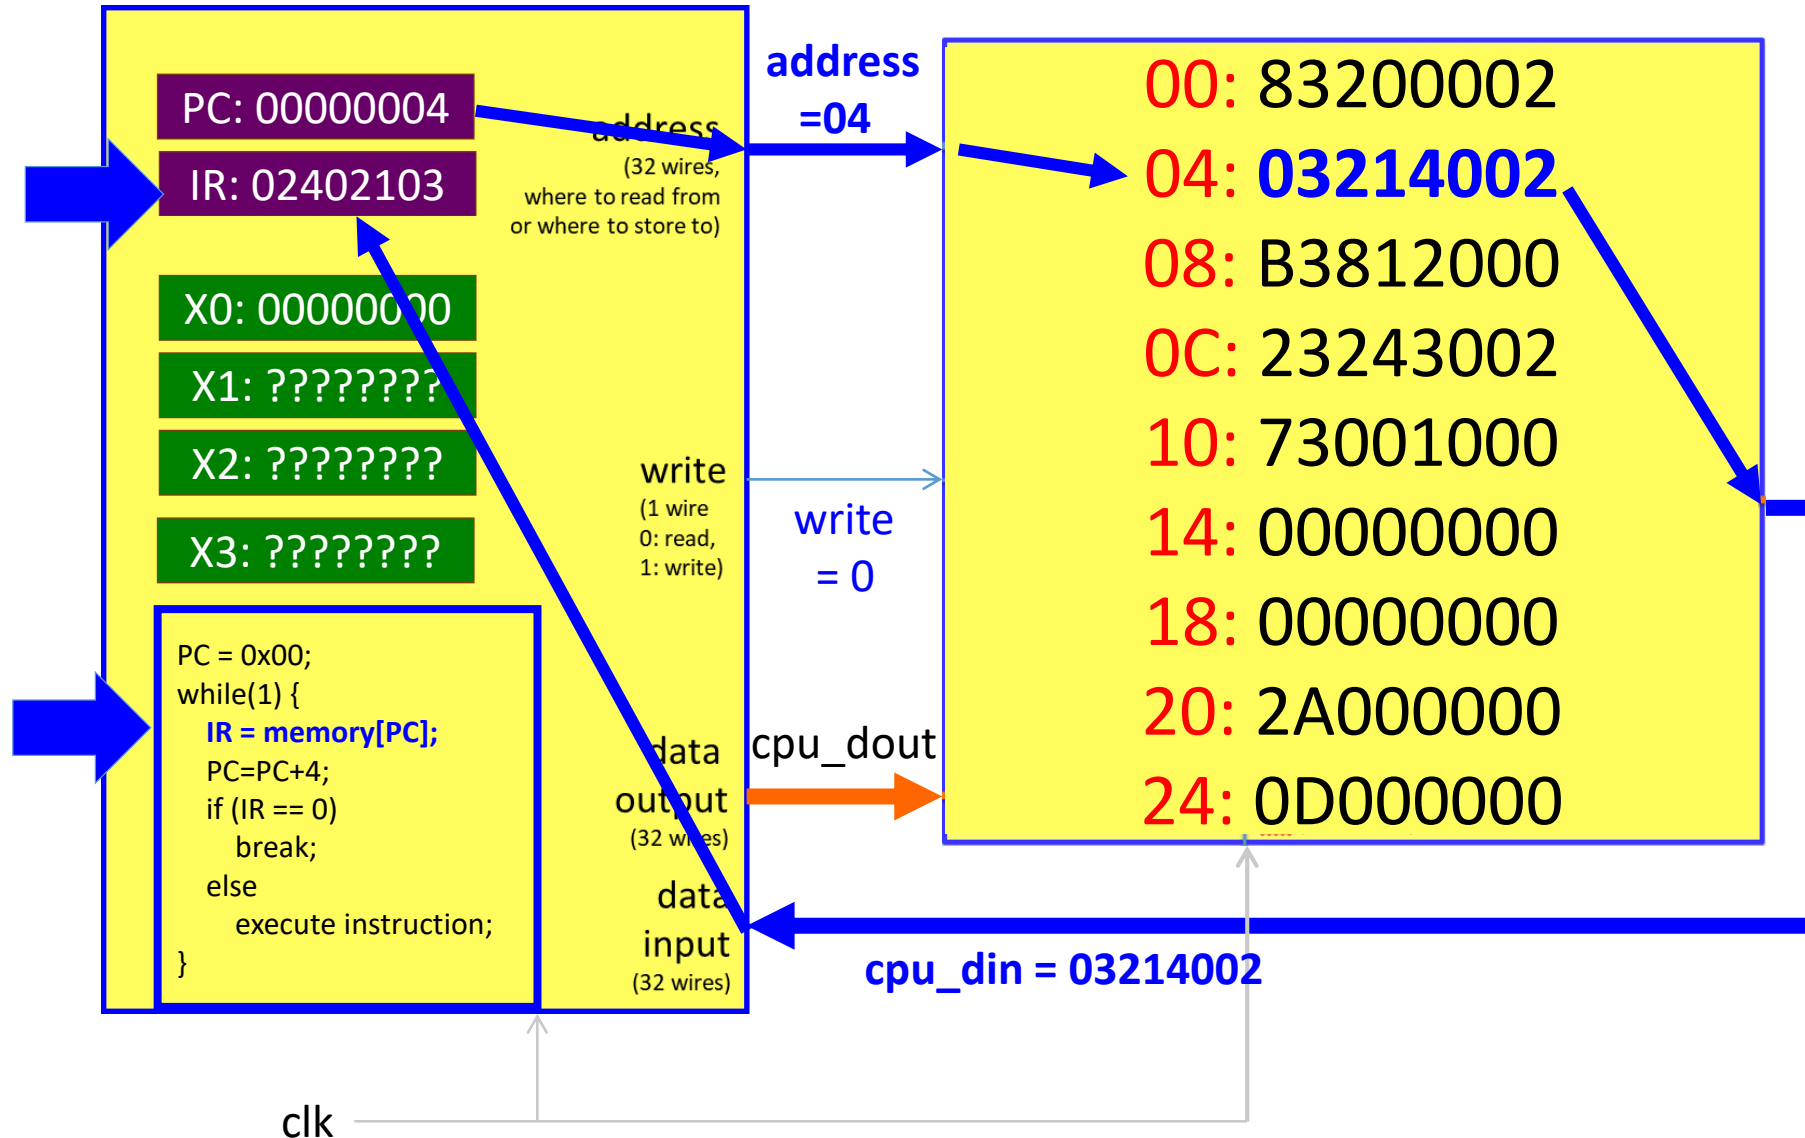 PC: 00000004
IR: 02402103
X0: 00000000
X1: ????????
X2: ????????
X3: ????????
PC = 0x00;
while(1) {
IR = memory[PC];
PC=PC+4;
if (IR == 0)
break;
else
execute instruction;
}
address
(32 wires,
where to read from
or where to store to)
write
(1 wire
0: read,
1: write)
data
output
(32 wires)
data
input
(32 wires)
address
=04
write
= 0
cpu_dout
cpu_din = 03214002
00: 83200002
04: 03214002
08: B3812000
0C: 23243002
10: 73001000
14: 00000000
18: 00000000
20: 2A000000
24: 0D000000
clk